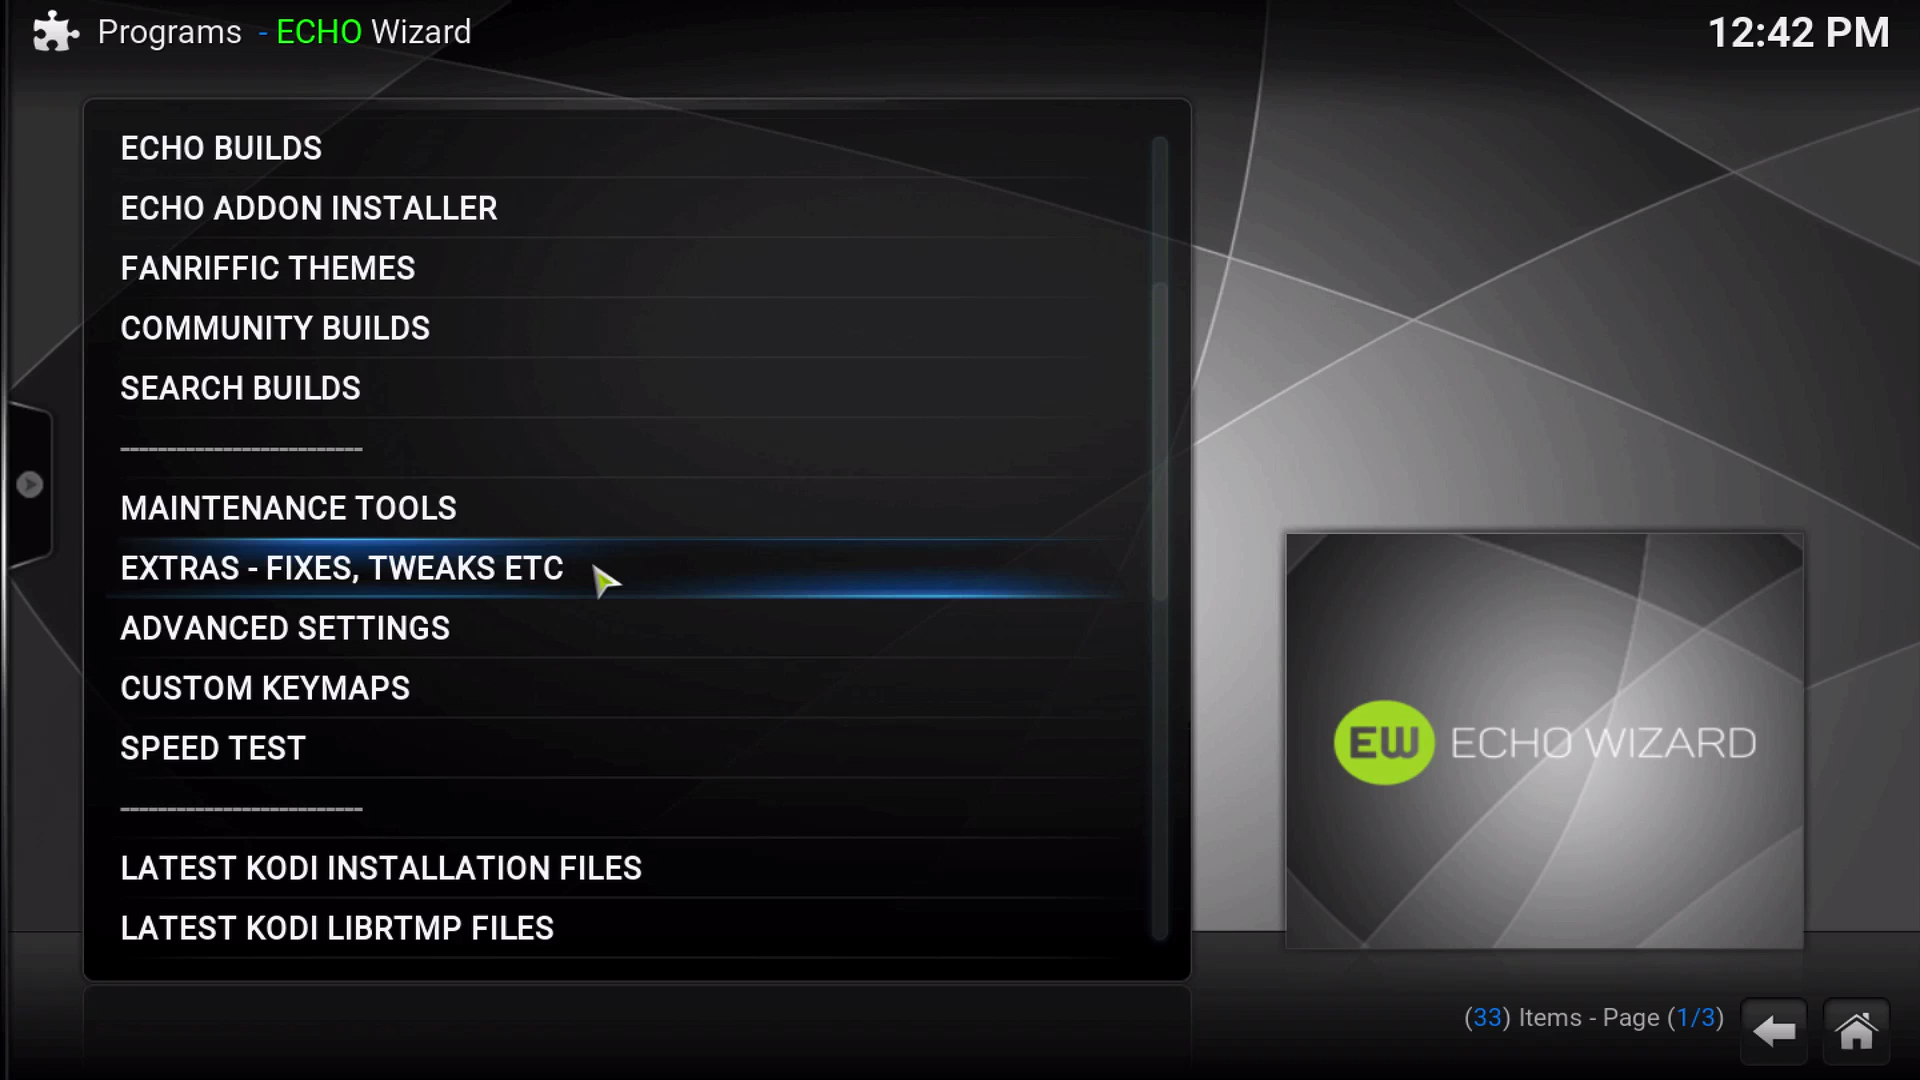 Programs - ECHO Wizard
12:42 PM
ECHO BUILDS
ECHO ADDON INSTALLER
FANRIFFIC THEMES
COMMUNITY BUILDS
SEARCH BUILDS
--------------------------
MAINTENANCE TOOLS
EXTRAS - FIXES, TWEAKS ETC
ADVANCED SETTINGS
CUSTOM KEYMAPS
SPEED TEST
--------------------------
LATEST KODI INSTALLATION FILES
LATEST KODI LIBRTMP FILES
EW ECHO WIZARD
(33) Items - Page (1/3)